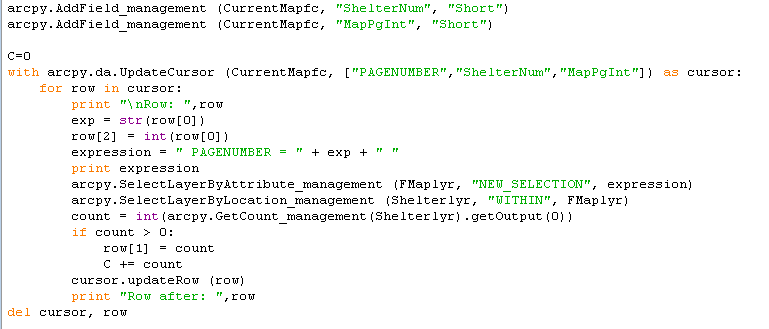 arcpy.AddField_management (CurrentMapfc, "ShelterNum", "Short")
arcpy.AddField_management (CurrentMapfc, "MapPgInt", "Short")

C=0
with arcpy.da.UpdateCursor (CurrentMapfc, ["PAGENUMBER","ShelterNum","MapPgInt"]) as cursor:
    for row in cursor:
        print "\nRow: ",row
        exp = str(row[0])
        row[2] = int(row[0])
        expression = " PAGENUMBER = " + exp + " "
        print expression
        arcpy.SelectLayerByAttribute_management (FMaplyr, "NEW_SELECTION", expression)
        arcpy.SelectLayerByLocation_management (Shelterlyr, "WITHIN", FMaplyr)
        count = int(arcpy.GetCount_management(Shelterlyr).getOutput(0))
        if count > 0:
            row[1] = count
            C += count
        cursor.updateRow (row)
        print "Row after: ",row
del cursor, row